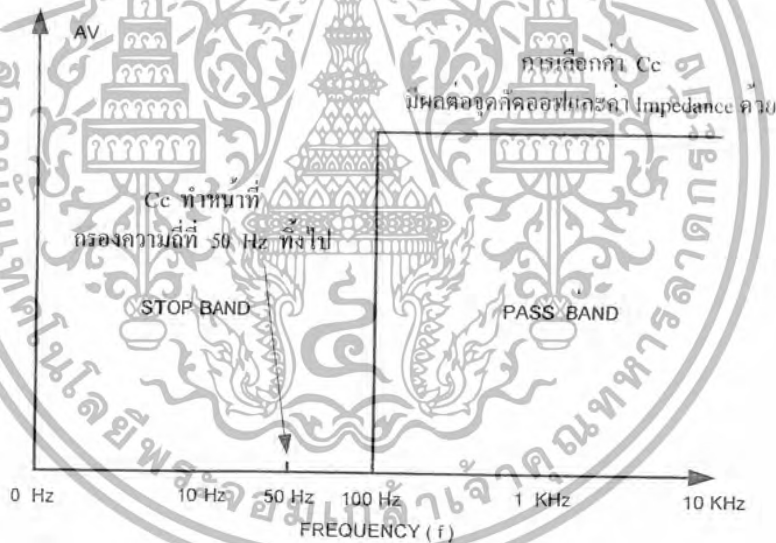 AV
การเลือกค่า Cc
มีผลต่อจุดคัตออฟและค่า Impedance ด้วย
Cc ทำหน้าที่
กรองความถี่ที่ 50 Hz ทิ้งไป
STOP BAND
PASS BAND
0 Hz 10 Hz 50 Hz 100 Hz 1 KHz 10 KHz
FREQUENCY ( f )